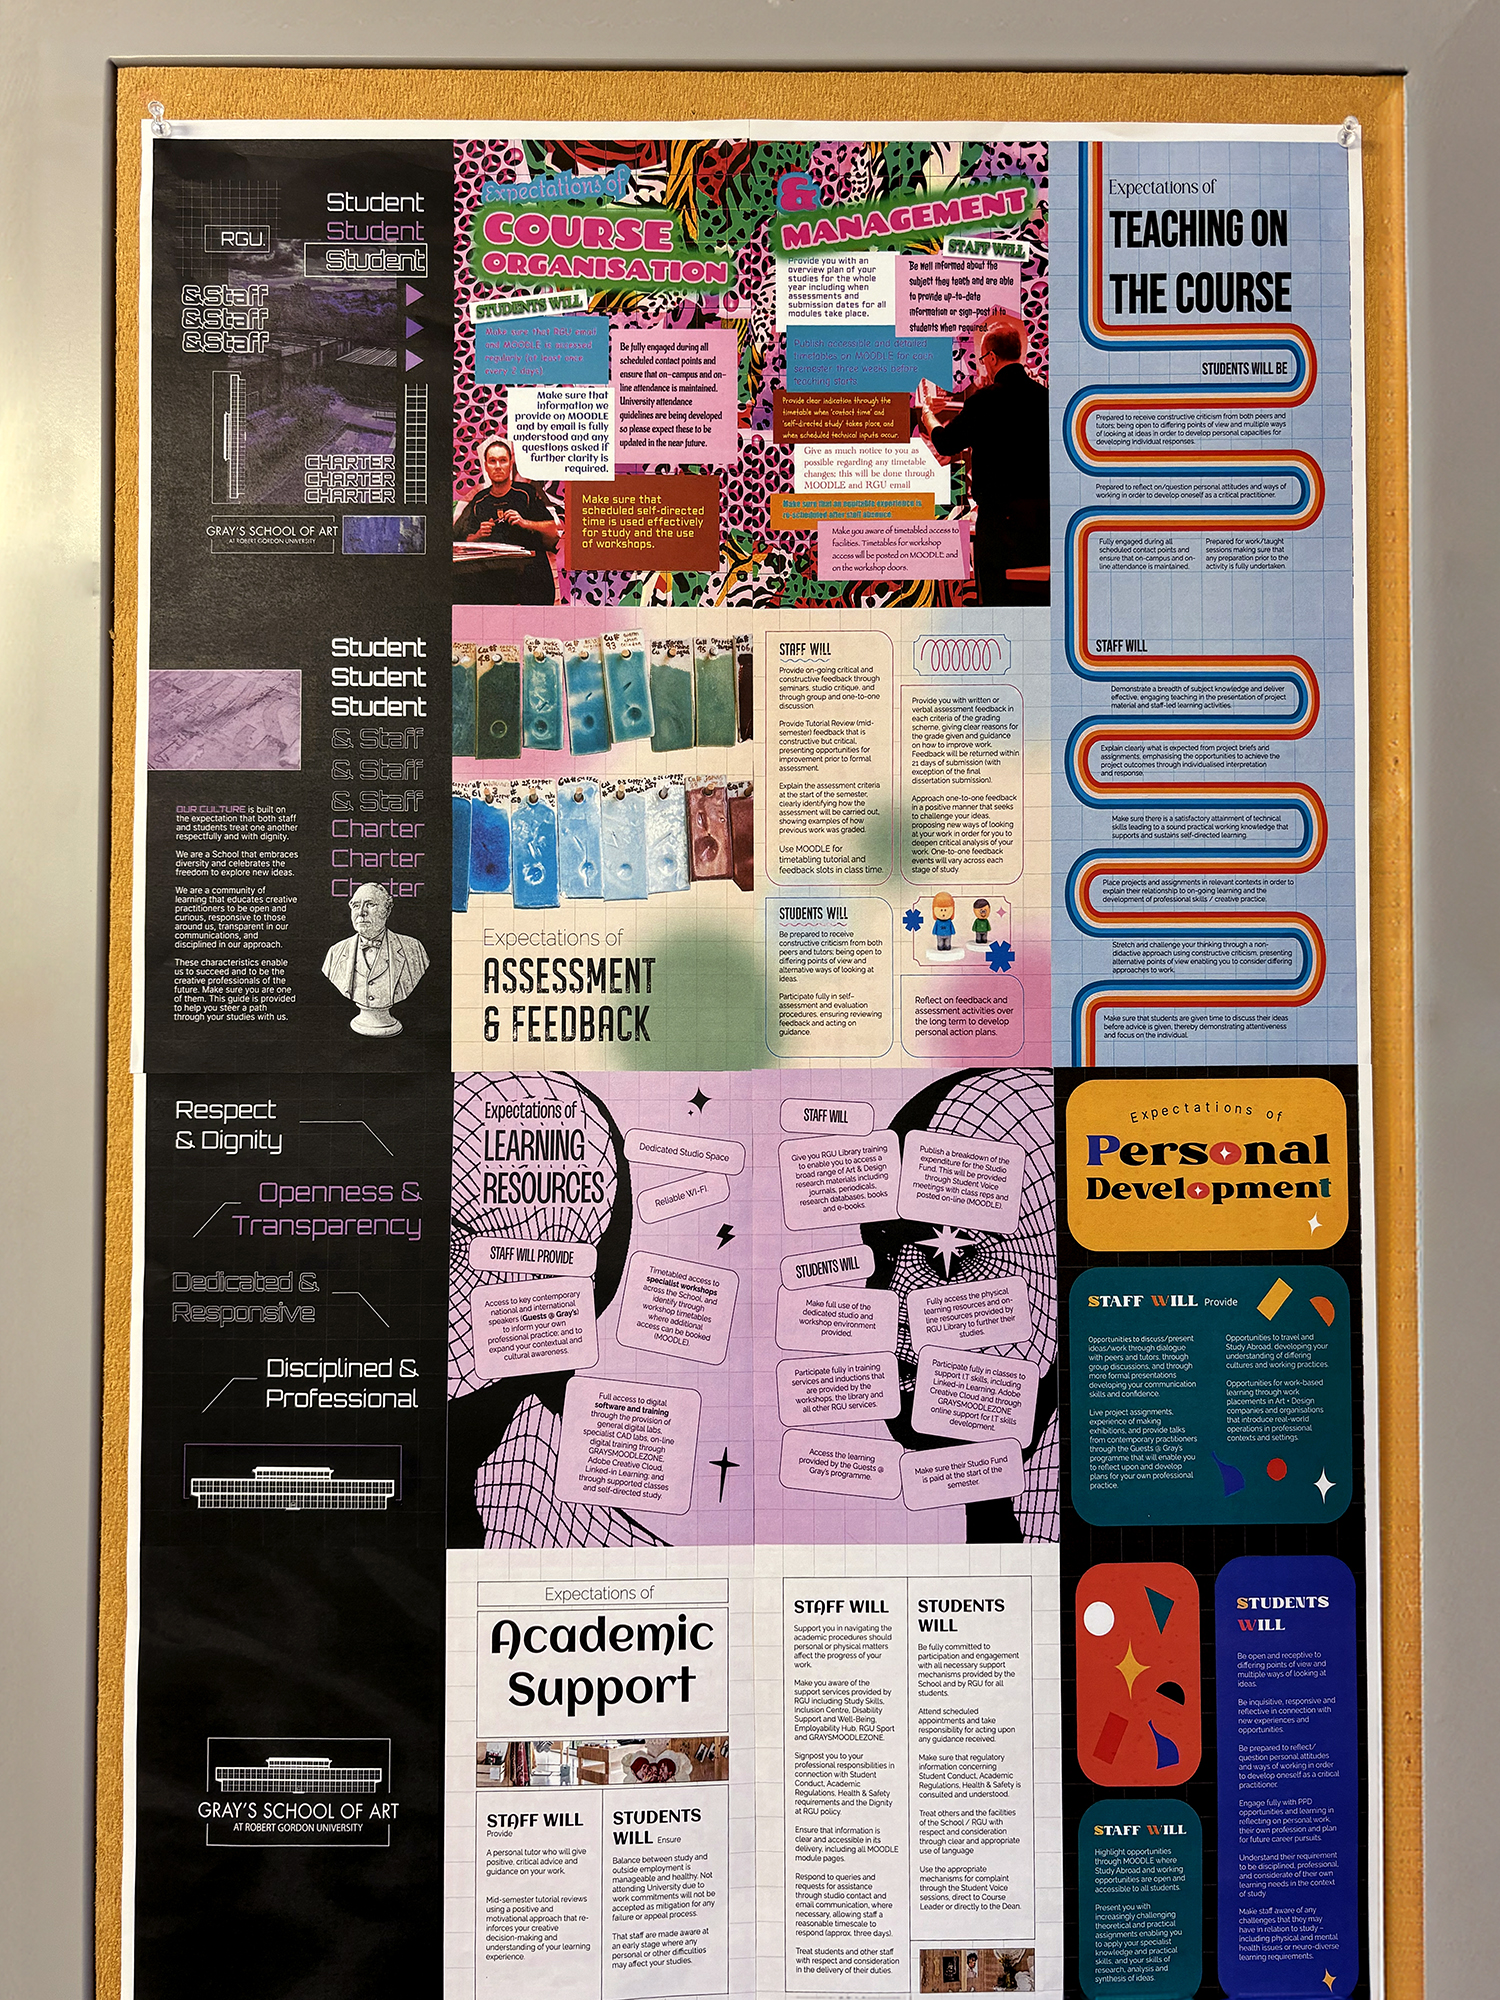 RGU.
Student
Student
Student
&Staff
&Staff
&Staff
CHARTER
CHARTER
CHARTER
GRAY'S SCHOOL OF ART
AT ROBERT GORDON UNIVERSITY
Expectations of
COURSE
ORGANISATION
STUDENTS WILL
Make sure that RGU email
and MOODLE is accessed
regularly (at least once
every 2 days)
Be fully engaged during all
scheduled contact points and
ensure that on-campus and on-
line attendance is maintained.
University attendance
guidelines are being developed
so please expect these to be
updated in the near future.
Make sure that
information we
provide on MOODLE
and by email is fully
understood and any
questions asked if
further clarity is
required.
Make sure that
scheduled self-directed
time is used effectively
for study and the use
of workshops.
&
MANAGEMENT
STAFF WILL
Provide you with an
overview plan of your
studies for the whole
year including when
assessments and
submission dates for all
modules take place.
Be well informed about the
subject they teach and are able
to provide up-to-date
information or sign-post it to
students when required.
Publish accessible and detailed
timetables on MOODLE for each
semester three weeks before
teaching starts
Provide clear indication through the
timetable when 'contact time' and
'self-directed study' takes place, and
when scheduled technical inputs occur.
Give as much notice to you as
possible regarding any timetable
changes; this will be done through
MOODLE and RGU email
Make sure that an equitable experience is
re-scheduled after staff absence
Make you aware of timetabled access to
facilities. Timetables for workshop
access will be posted on MOODLE and
on the workshop doors.
Expectations of
TEACHING ON
THE COURSE
STUDENTS WILL BE
Prepared to receive constructive criticism from both peers and
tutors; being open to differing points of view and multiple ways
of looking at ideas in order to develop personal capacities for
developing individual responses.
Prepared to reflect on/question personal attitudes and ways of
working in order to develop oneself as a critical practitioner.
Fully engaged during all
scheduled contact points and
ensure that on-campus and on-
line attendance is maintained.
Prepared for work/taught
sessions making sure that
any preparation prior to the
activity is fully undertaken.
STAFF WILL
Demonstrate a breadth of subject knowledge and deliver
effective, engaging teaching in the presentation of project
material and staff-led learning activities.
Explain clearly what is expected from project briefs and
assignments, emphasising the opportunities to achieve the
project outcomes through individualised interpretation
and response.
Make sure there is a satisfactory attainment of technical
skills leading to a sound practical working knowledge that
supports and sustains self-directed learning.
Place projects and assignments in relevant contexts in order to
explain their relationship to on-going learning and the
development of professional skills / creative practice.
Stretch and challenge your thinking through a non-
didactive approach using constructive criticism, presenting
alternative points of view enabling you to consider differing
approaches to work.
Make sure that students are given time to discuss their ideas
before advice is given, thereby demonstrating attentiveness
and focus on the individual.
Student
Student
Student
& Staff
& Staff
& Staff
Charter
Charter
Charter
OUR CULTURE is built on
the expectation that both staff
and students treat one another
respectfully and with dignity.
We are a School that embraces
diversity and celebrates the
freedom to explore new ideas.
We are a community of
learning that educates creative
practitioners to be open and
curious, responsive to those
around us, transparent in our
communications, and
disciplined in our approach.
These characteristics enable
us to succeed and to be the
creative professionals of the
future. Make sure you are one
of them. This guide is provided
to help you steer a path
through your studies with us.
Expectations of
ASSESSMENT
& FEEDBACK
STAFF WILL
Provide on-going critical and
constructive feedback through
seminars, studio critique, and
through group and one-to-one
discussion
Provide Tutorial Review (mid-
semester) feedback that is
constructive but critical,
presenting opportunities for
improvement prior to formal
assessment.
Explain the assessment criteria
at the start of the semester,
clearly identifying how the
assessment will be carried out,
showing examples of how
previous work was graded.
Use MOODLE for
timetabling tutorial and
feedback slots in class time.
Provide you with written or
verbal assessment feedback in
each criteria of the grading
scheme, giving clear reasons for
the grade given and guidance
on how to improve work.
Feedback will be returned within
21 days of submission (with
exception of the final
dissertation submission).
Approach one-to-one feedback
in a positive manner that seeks
to challenge your ideas,
proposing new ways of looking
at your work in order for you to
deepen critical analysis of your
work. One-to-one feedback
events will vary across each
stage of study.
STUDENTS WILL
Be prepared to receive
constructive criticism from both
peers and tutors; being open to
differing points of view and
alternative ways of looking at
ideas.
Participate fully in self-
assessment and evaluation
procedures, ensuring reviewing
feedback and acting on
guidance.
Reflect on feedback and
assessment activities over
the long term to develop
personal action plans.
Respect
& Dignity
Openness &
Transparency
Dedicated &
Responsive
Disciplined &
Professional
Expectations of
LEARNING
RESOURCES
Dedicated Studio Space
Reliable Wi-Fi.
STAFF WILL PROVIDE
Access to key contemporary
national and international
speakers (Guests @ Gray's)
to inform your own
professional practice; and to
expand your contextual and
cultural awareness.
Timetabled access to
specialist workshops
across the School, and
identify through
workshop timetables
where additional
access can be booked
(MOODLE).
Full access to digital
software and training
through the provision of
general digital labs,
specialist CAD labs, on-line
digital training through
GRAYSMOODLEZONE,
Adobe Creative Cloud,
Linked-in Learning; and
through supported classes
and self-directed study.
STAFF WILL
Give you RGU Library training
to enable you to access a
broad range of Art & Design
research materials including
journals, periodicals,
research databases, books
and e-books.
Publish a breakdown of the
expenditure for the Studio
Fund. This will be provided
through Student Voice
meetings with class reps and
posted on-line (MOODLE).
STUDENTS WILL
Make full use of the
dedicated studio and
workshop environment
provided.
Fully access the physical
learning resources and on-
line resources provided by
RGU Library to further their
studies.
Participate fully in training
services and inductions that
are provided by the
workshops, the library and
all other RGU services.
Participate fully in classes to
support I.T skills, including
Linked-in Learning, Adobe
Creative Cloud and through
GRAYSMOODLEZONE
online support for I.T skills
development.
Access the learning
provided by the Guests @
Gray's programme.
Make sure their Studio Fund
is paid at the start of the
semester.
Expectations of
Personal
Development
STAFF WILL Provide
Opportunities to discuss/present
ideas/work through dialogue
with peers and tutors, through
group discussions, and through
more formal presentations
developing your communication
skills and confidence.
Live project assignments,
experience of making
exhibitions, and provide talks
from contemporary practitioners
through the Guests @ Gray's
programme that will enable you
to reflect upon and develop
plans for your own professional
practice.
Opportunities to travel and
Study Abroad, developing your
understanding of differing
cultures and working practices.
Opportunities for work-based
learning through work
placements in Art + Design
companies and organisations
that introduce real-world
operations in professional
contexts and settings.
GRAY'S SCHOOL OF ART
AT ROBERT GORDON UNIVERSITY
Expectations of
Academic
Support
STAFF WILL
Provide
A personal tutor who will give
positive, critical advice and
guidance on your work.
Mid-semester tutorial reviews
using a positive and
motivational approach that re-
inforces your creative
decision-making and
understanding of your learning
experience.
STUDENTS
WILL Ensure
Balance between study and
outside employment is
manageable and healthy. Not
attending University due to
work commitments will not be
accepted as mitigation for any
failure or appeal process.
That staff are made aware at
an early stage where any
personal or other difficulties
may affect your studies.
STAFF WILL
Support you in navigating the
academic procedures should
personal or physical matters
affect the progress of your
work.
Make you aware of the
support services provided by
RGU including Study Skills,
Inclusion Centre, Disability
Support and Well-Being,
Employability Hub, RGU Sport
and GRAYSMOODLEZONE.
Signpost you to your
professional responsibilities in
connection with Student
Conduct, Academic
Regulations, Health & Safety
requirements and the Dignity
at RGU policy.
Ensure that information is
clear and accessible in its
delivery, including all MOODLE
module pages.
Respond to queries and
requests for assistance
through studio contact and
email communication, where
necessary, allowing staff a
reasonable timescale to
respond (approx. three days).
Treat students and other staff
with respect and consideration
in the delivery of their duties.
STUDENTS
WILL
Be fully committed to
participation and engagement
with all necessary support
mechanisms provided by the
School and by RGU for all
students.
Attend scheduled
appointments and take
responsibility for acting upon
any guidance received.
Make sure that regulatory
information concerning
Student Conduct, Academic
Regulations, Health & Safety is
consulted and understood.
Treat others and the facilities
of the School / RGU with
respect and consideration
through clear and appropriate
use of language
Use the appropriate
mechanisms for complaint
through the Student Voice
sessions, direct to Course
Leader or directly to the Dean.
STAFF WILL
Highlight opportunities
through MOODLE where
Study Abroad and working
opportunities are open and
accessible to all students.
Present you with
increasingly challenging
theoretical and practical
assignments enabling you
to apply your specialist
knowledge and practical
skills, and your skills of
research, analysis and
synthesis of ideas.
STUDENTS
WILL
Be open and receptive to
differing points of view and
multiple ways of looking at
ideas.
Be inquisitive, responsive and
reflective in connection with
new experiences and
opportunities.
Be prepared to reflect/
question personal attitudes
and ways of working in order
to develop oneself as a critical
practitioner.
Engage fully with PPD
opportunities and learning in
reflecting on personal work,
their own profession and plan
for future career pursuits.
Understand their requirement
to be disciplined, professional,
and considerate of their own
learning needs in the context
of study
Make staff aware of any
challenges that they may
have in relation to study –
including physical and mental
health issues or neuro-diverse
learning requirements.